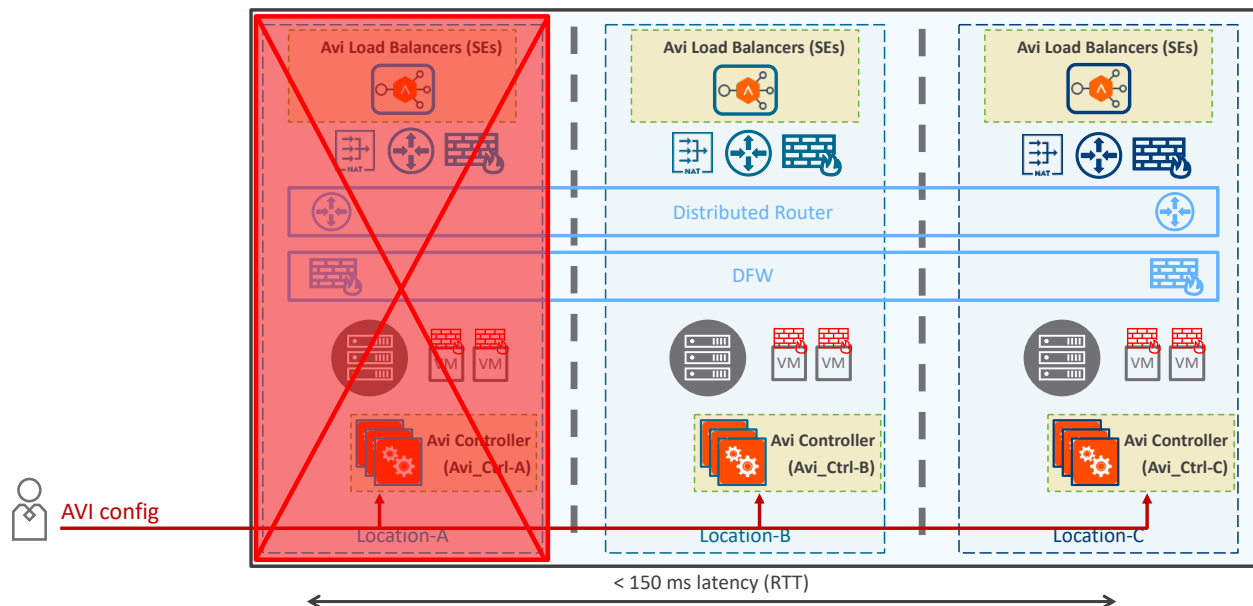 Avi Load Balancers (SEs)
Avi Load Balancers (SEs)
Avi Load Balancers (SEs)
NAT
NAT
NAT
Distributed Router
DFW
VM VM
VM VM
VM VM
Avi Controller
(Avi_Ctrl-A)
Avi Controller
(Avi_Ctrl-B)
Avi Controller
(Avi_Ctrl-C)
AVI config
Location-A
Location-B
Location-C
< 150 ms latency (RTT)